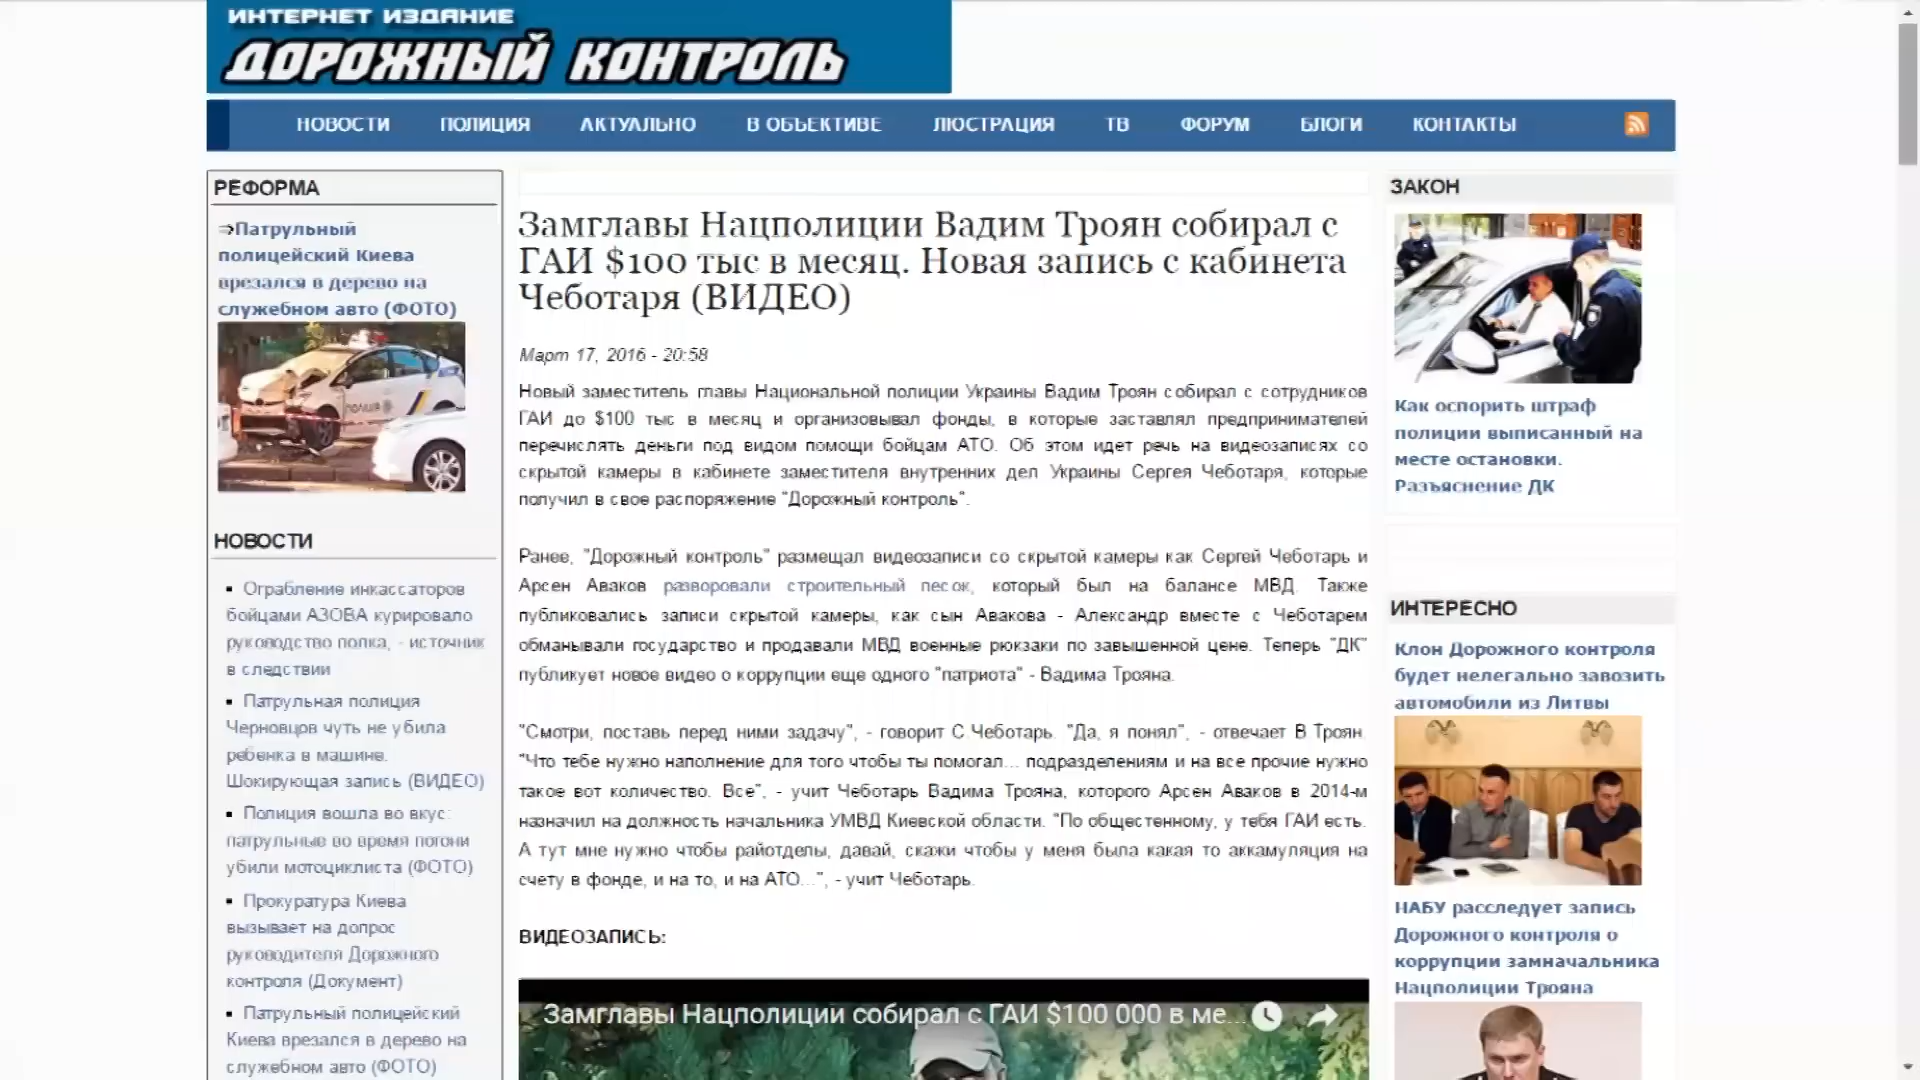 ИНТЕРНЕТ ИЗДАНИЕ
ДОРОЖНЫЙ КОНТРОЛЬ
НОВОСТИ ПОЛИЦИЯ АКТУАЛЬНО В ОБЪЕКТИВЕ ЛЮСТРАЦИЯ ТВ ФОРУМ БЛОГИ КОНТАКТЫ
РЕФОРМА
⇒Патрульный
полицейский Киева
врезался в дерево на
служебном авто (ФОТО)
ПОЛІЦІЯ
НОВОСТИ
▪ Ограбление инкассаторов
бойцами АЗОВА курировало
руководство полка, - источник
в следствии
▪ Патрульная полиция
Черновцов чуть не убила
ребенка в машине.
Шокирующая запись (ВИДЕО)
▪ Полиция вошла во вкус:
патрульные во время погони
убили мотоциклиста (ФОТО)
▪ Прокуратура Киева
вызывает на допрос
руководителя Дорожного
контроля (Документ)
▪ Патрульный полицейский
Киева врезался в дерево на
служебном авто (ФОТО)
Замглавы Нацполиции Вадим Троян собирал с
ГАИ $100 тыс в месяц. Новая запись с кабинета
Чеботаря (ВИДЕО)
Март 17, 2016 - 20:58
Новый заместитель главы Национальной полиции Украины Вадим Троян собирал с сотрудников
ГАИ до $100 тыс в месяц и организовывал фонды, в которые заставлял предпринимателей
перечислять деньги под видом помощи бойцам АТО. Об этом идет речь на видеозаписях со
скрытой камеры в кабинете заместителя внутренних дел Украины Сергея Чеботаря, которые
получил в свое распоряжение "Дорожный контроль".
Ранее, "Дорожный контроль" размещал видеозаписи со скрытой камеры как Сергей Чеботарь и
Арсен Аваков разворовали строительный песок, который был на балансе МВД. Также
публиковались записи скрытой камеры, как сын Авакова - Александр вместе с Чеботарем
обманывали государство и продавали МВД военные рюкзаки по завышенной цене. Теперь "ДК"
публикует новое видео о коррупции еще одного "патриота" - Вадима Трояна.
"Смотри, поставь перед ними задачу", - говорит С.Чеботарь. "Да, я понял", - отвечает В.Троян.
"Что тебе нужно наполнение для того чтобы ты помогал... подразделениям и на все прочие нужно
такое вот количество. Все", - учит Чеботарь Вадима Трояна, которого Арсен Аваков в 2014-м
назначил на должность начальника УМВД Киевской области. "По общестенному, у тебя ГАИ есть.
А тут мне нужно чтобы райотделы, давай, скажи чтобы у меня была какая то аккамуляция на
счету в фонде, и на то, и на АТО...", - учит Чеботарь.
ВИДЕОЗАПИСЬ:
Замглавы Нацполиции собирал с ГАИ $100 000 в ме...
ЗАКОН
Как оспорить штраф
полиции выписанный на
месте остановки.
Разъяснение ДК
ИНТЕРЕСНО
Клон Дорожного контроля
будет нелегально завозить
автомобили из Литвы
НАБУ расследует запись
Дорожного контроля о
коррупции замначальника
Нацполиции Трояна